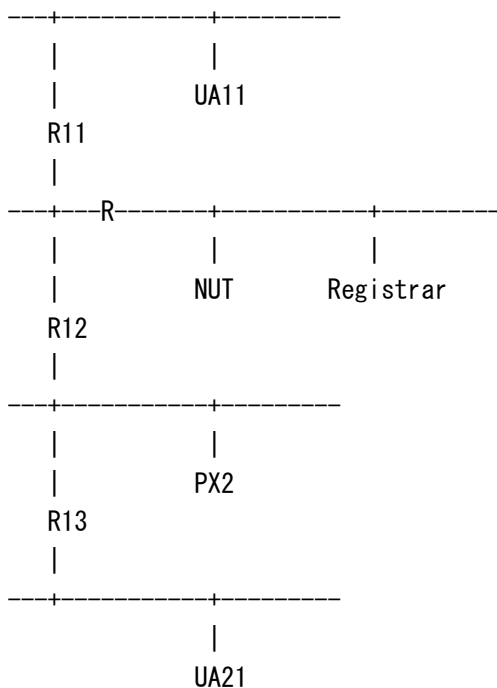 ---+-------------+---------
|             |
|            UA11
R11
|
---+---R---------+-------------+----------
|             |             |
|            NUT        Registrar
R12
|
---+-------------+---------
|             |
|            PX2
R13
|
---+-------------+---------
|
UA21